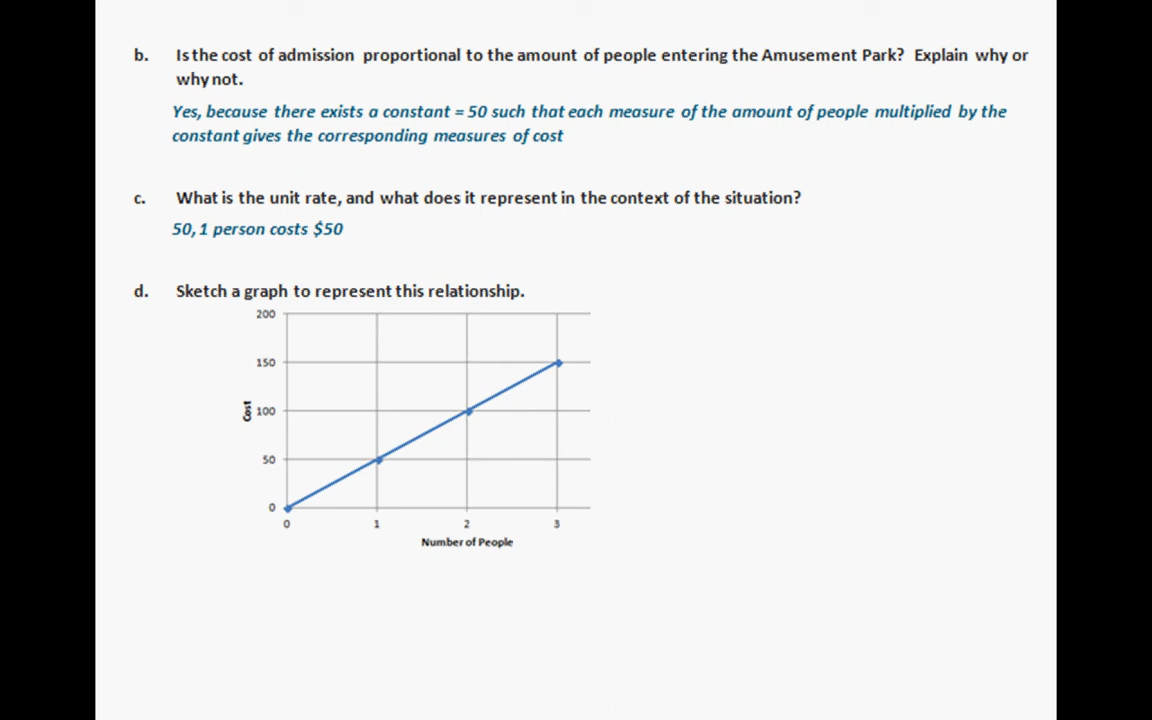 b. Is the cost of admission proportional to the amount of people entering the Amusement Park? Explain why or
why not.
Yes, because there exists a constant = 50 such that each measure of the amount of people multiplied by the
constant gives the corresponding measures of cost
c. What is the unit rate, and what does it represent in the context of the situation?
50, 1 person costs $50
d. Sketch a graph to represent this relationship.
200
150
Cost
100
50
0
0 1 2 3
Number of People